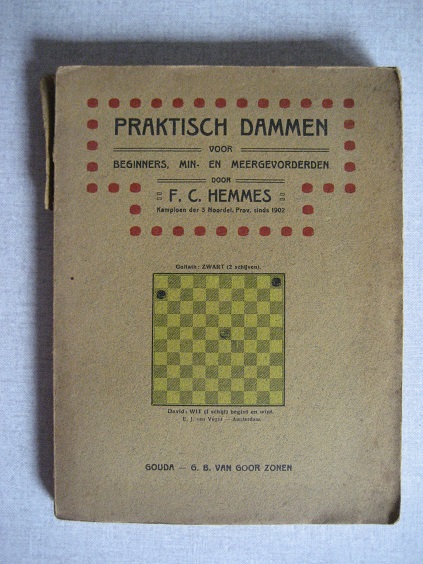 PRAKTISCH DAMMEN
VOOR
BEGINNERS, MIN- EN MEERGEVORDERDEN
DOOR
F. C. HEMMES
Kampioen der 3 Noordel. Prov. sinds 1902
Goliath: ZWART (2 schijven).
David: WIT (1 schijf) begint en wint.
E. J. van Vegni — Amsterdam
GOUDA — G. B. VAN GOOR ZONEN